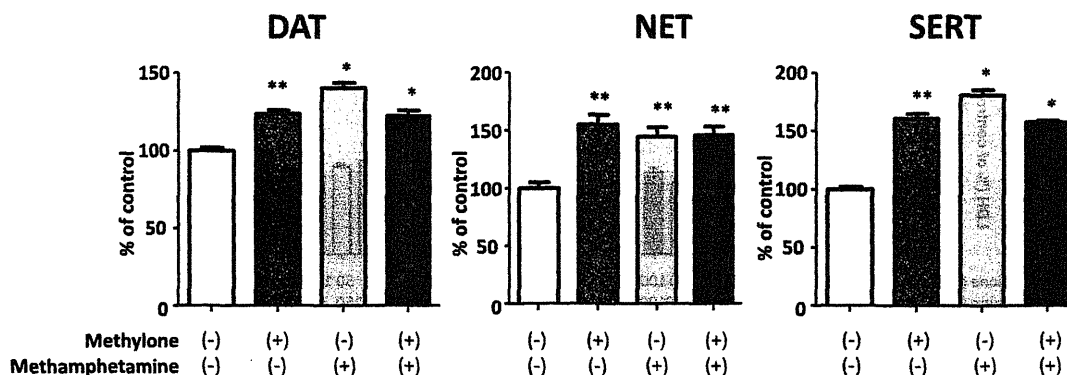 DAT NET SERT
** * *
** ** **
** * *
150
100
50
0
% of control
200
150
100
50
0
% of control
200
150
100
50
0
% of control
Methylone (-) (+) (-) (+) (-) (+) (-) (+) (-) (+) (-) (+)
Methamphetamine (-) (-) (+) (+) (-) (-) (+) (+) (-) (-) (+) (+)